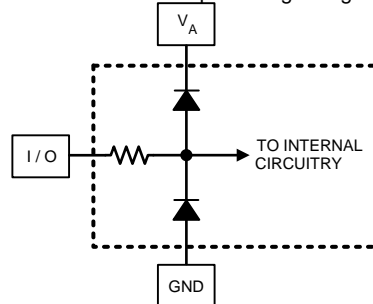 V_A
I / O
TO INTERNAL
CIRCUITRY
GND